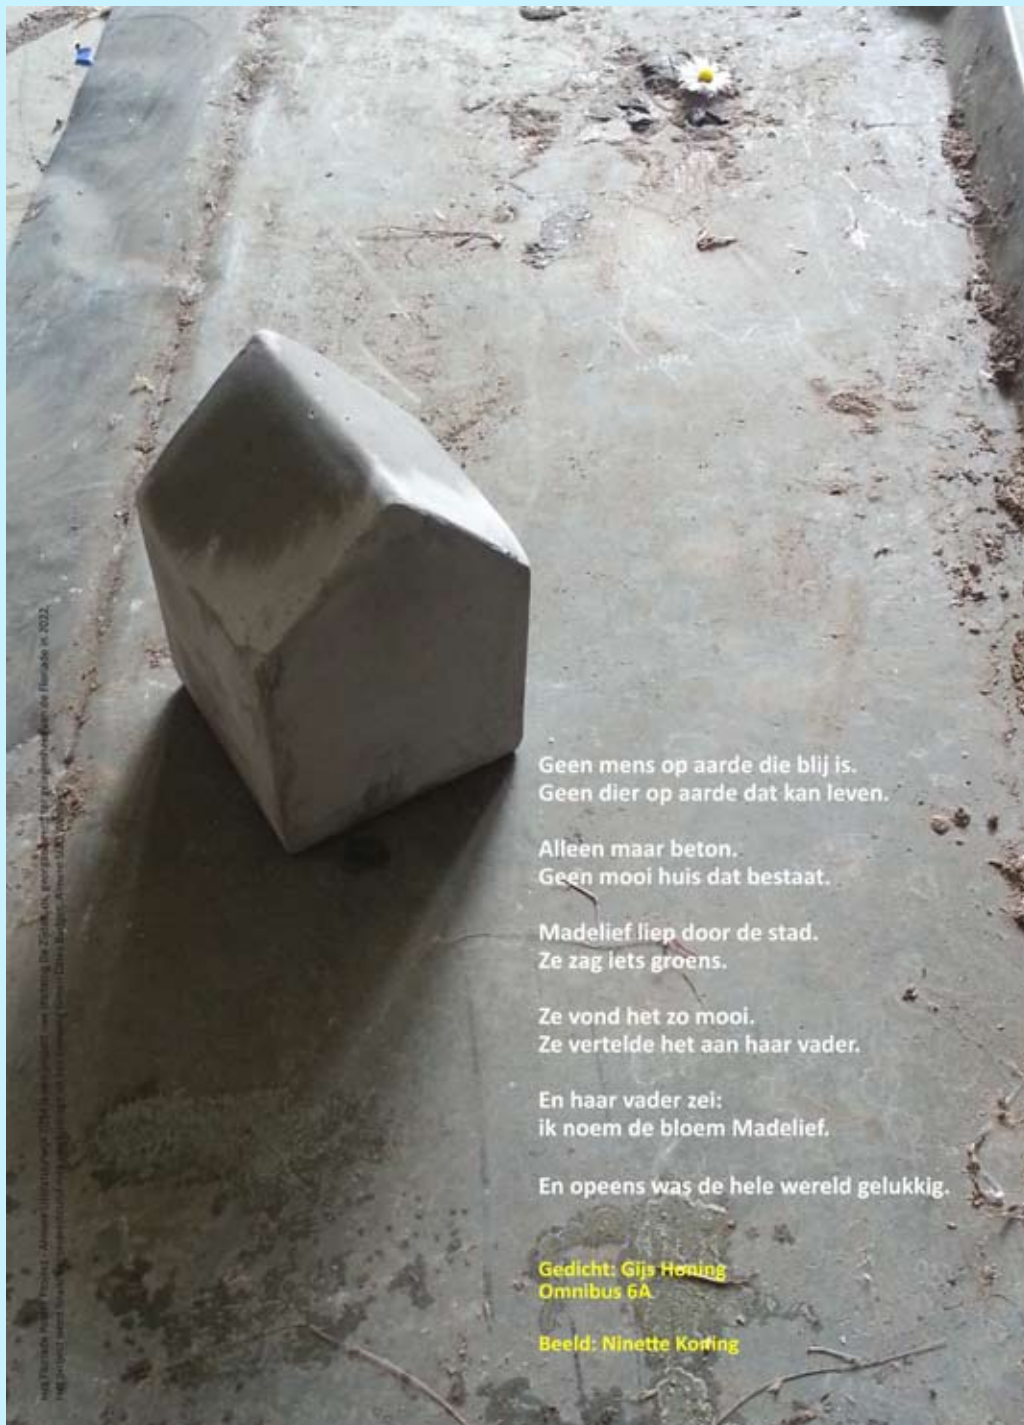 Geen mens op aarde die blij is.
Geen dier op aarde dat kan leven.
Alleen maar beton.
Geen mooi huis dat bestaat.
Madelief liep door de stad.
Ze zag iets groens.
Ze vond het zo mooi.
Ze vertelde het aan haar vader.
En haar vader zei:
ik noem de bloem Madelief.
En opeens was de hele wereld gelukkig.
Gedicht: Gijs Honing
Omnibus 6A
Beeld: Ninette Koning
in 2022.